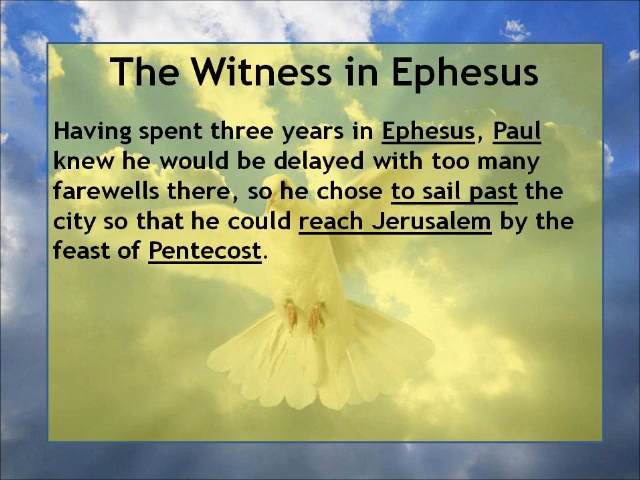 The Witness in Ephesus
Having spent three years in Ephesus, Paul
knew he would be delayed with too many
farewells there, so he chose to sail past the
city so that he could reach Jerusalem by the
feast of Pentecost.